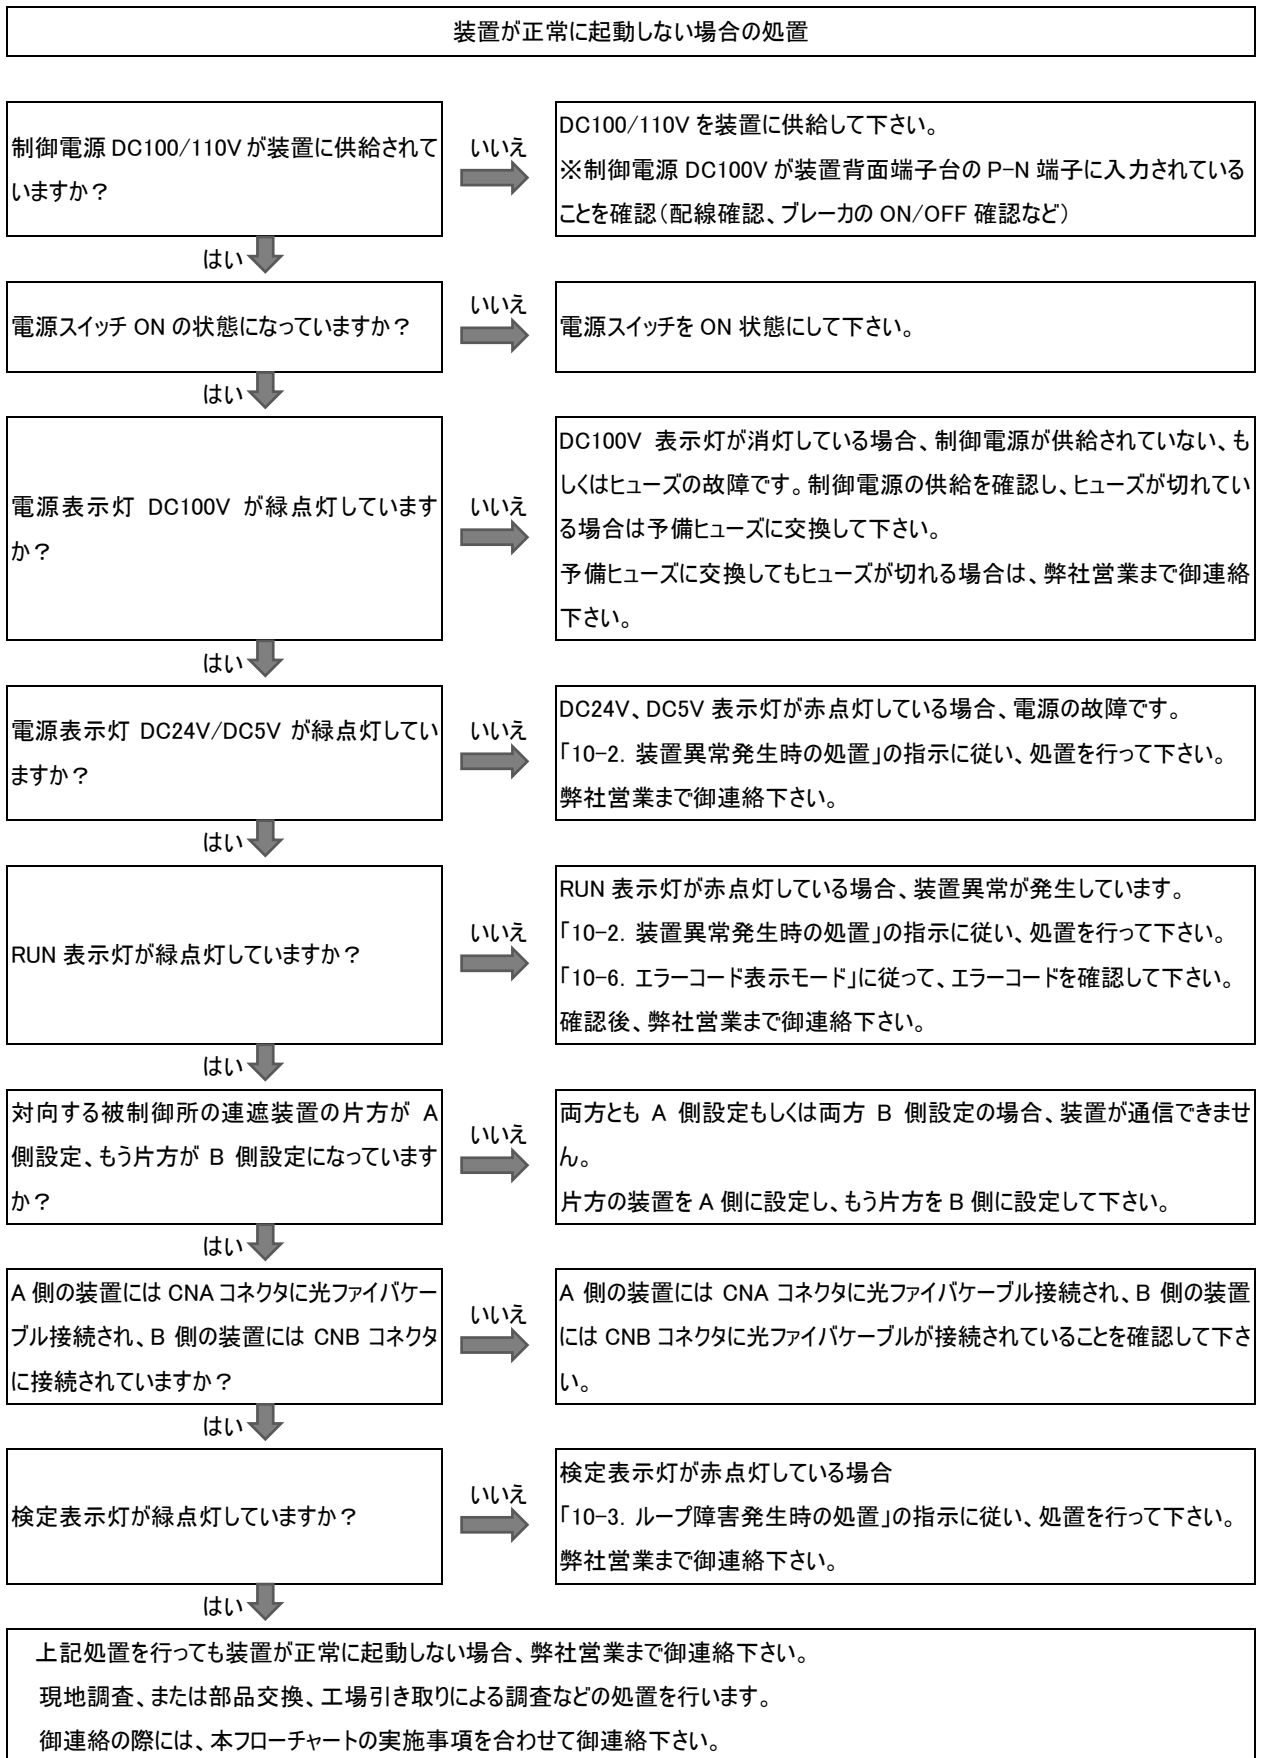 装置が正常に起動しない場合の処置
制御電源 DC100/110V が装置に供給されて
いますか？
いいえ
DC100/110V を装置に供給して下さい。
※制御電源 DC100V が装置背面端子台の P-N 端子に入力されている
ことを確認（配線確認、ブレーカの ON/OFF 確認など）
はい
電源スイッチ ON の状態になっていますか？
いいえ
電源スイッチを ON 状態にして下さい。
はい
電源表示灯 DC100V が緑点灯しています
か？
いいえ
DC100V 表示灯が消灯している場合、制御電源が供給されていない、も
しくはヒューズの故障です。制御電源の供給を確認し、ヒューズが切れてい
る場合は予備ヒューズに交換して下さい。
予備ヒューズに交換してもヒューズが切れる場合は、弊社営業まで御連絡
下さい。
はい
電源表示灯 DC24V/DC5V が緑点灯してい
ますか？
いいえ
DC24V、DC5V 表示灯が赤点灯している場合、電源の故障です。
「10-2．装置異常発生時の処置」の指示に従い、処置を行って下さい。
弊社営業まで御連絡下さい。
はい
RUN 表示灯が緑点灯していますか？
いいえ
RUN 表示灯が赤点灯している場合、装置異常が発生しています。
「10-2．装置異常発生時の処置」の指示に従い、処置を行って下さい。
「10-6．エラーコード表示モード」に従って、エラーコードを確認して下さい。
確認後、弊社営業まで御連絡下さい。
はい
対向する被制御所の連遮装置の片方が A
側設定、もう片方が B 側設定になっています
か？
いいえ
両方とも A 側設定もしくは両方 B 側設定の場合、装置が通信できませ
ん。
片方の装置を A 側に設定し、もう片方を B 側に設定して下さい。
はい
A 側の装置には CNA コネクタに光ファイバケー
ブル接続され、B 側の装置には CNB コネクタ
に接続されていますか？
いいえ
A 側の装置には CNA コネクタに光ファイバケーブル接続され、B 側の装置
には CNB コネクタに光ファイバケーブルが接続されていることを確認して下さ
い。
はい
検定表示灯が緑点灯していますか？
いいえ
検定表示灯が赤点灯している場合
「10-3．ループ障害発生時の処置」の指示に従い、処置を行って下さい。
弊社営業まで御連絡下さい。
はい
上記処置を行っても装置が正常に起動しない場合、弊社営業まで御連絡下さい。
現地調査、または部品交換、工場引き取りによる調査などの処置を行います。
御連絡の際には、本フローチャートの実施事項を合わせて御連絡下さい。